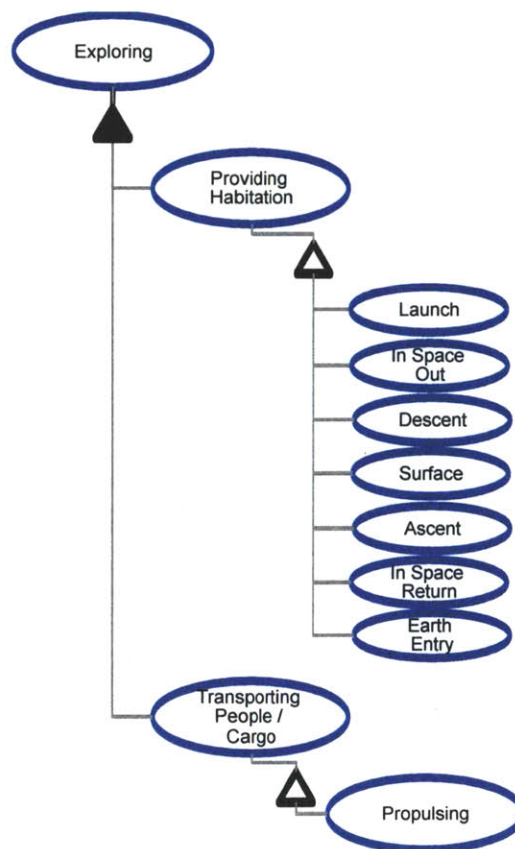 Exploring
Providing
Habitation
Launch
In Space
Out
Descent
Surface
Ascent
In Space
Return
Earth
Entry
Transporting
People /
Cargo
Propulsing